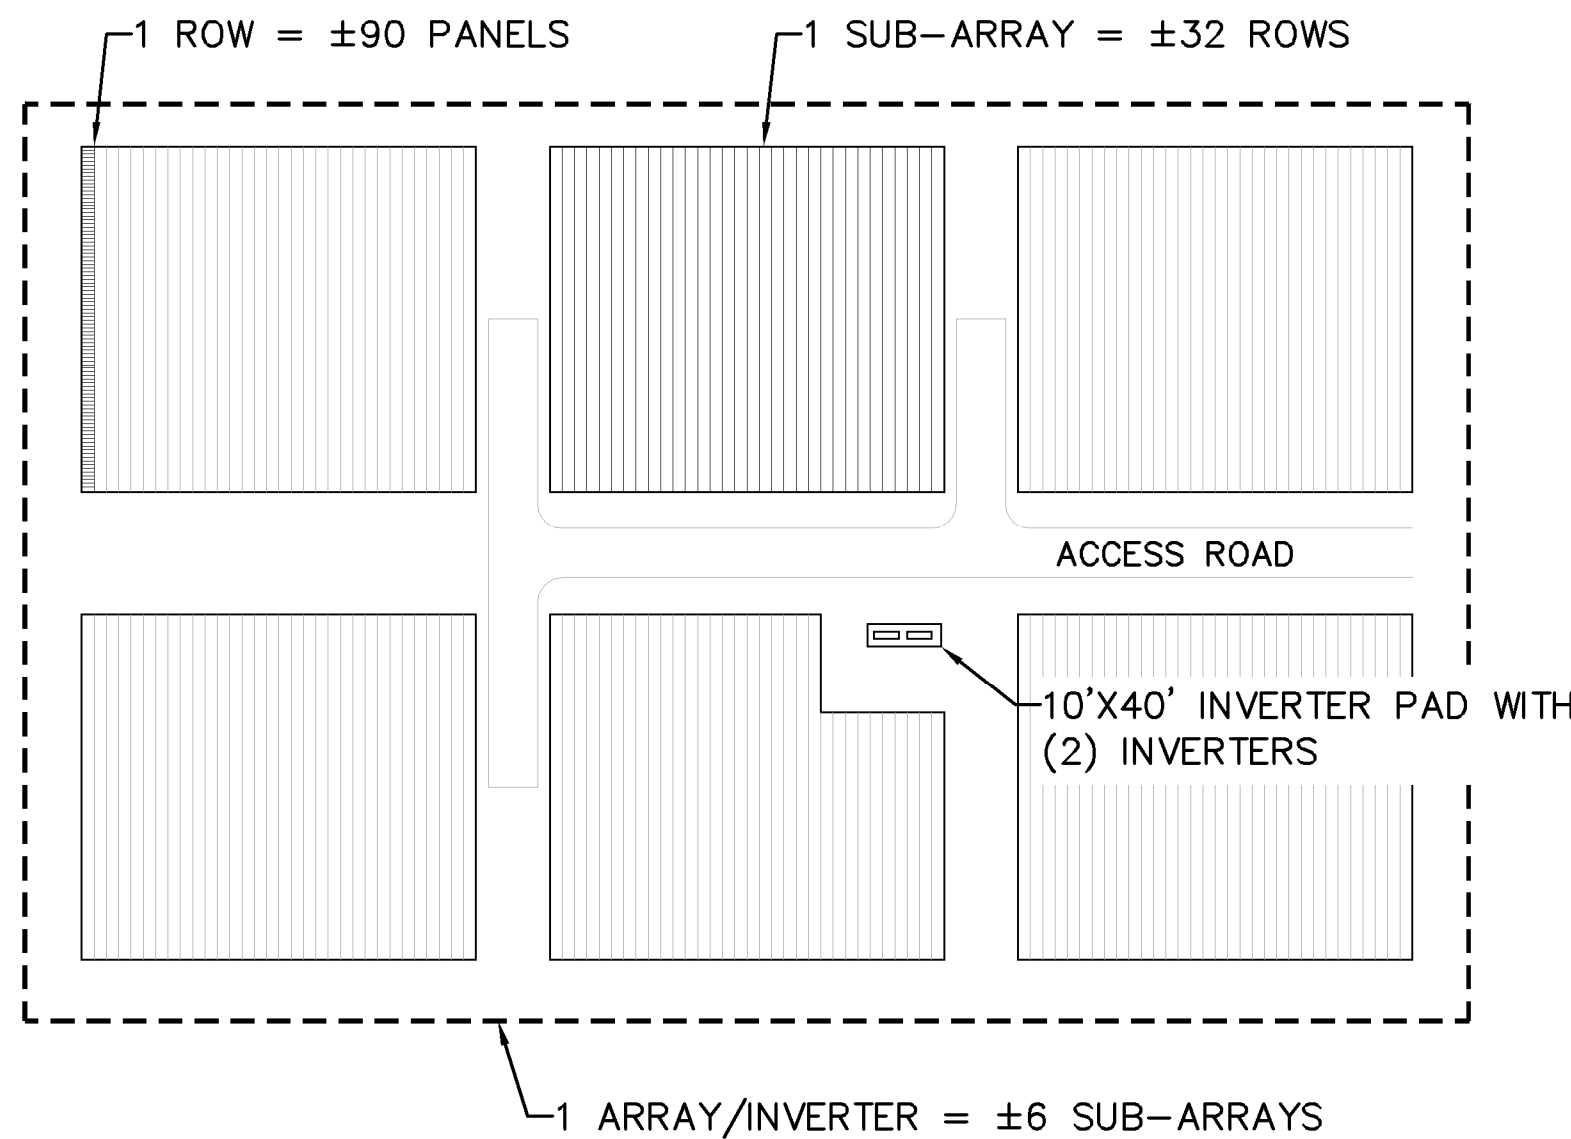 1 ROW = ±90 PANELS
1 SUB-ARRAY = ±32 ROWS
ACCESS ROAD
10'X40' INVERTER PAD WITH
(2) INVERTERS
1 ARRAY/INVERTER = ±6 SUB-ARRAYS